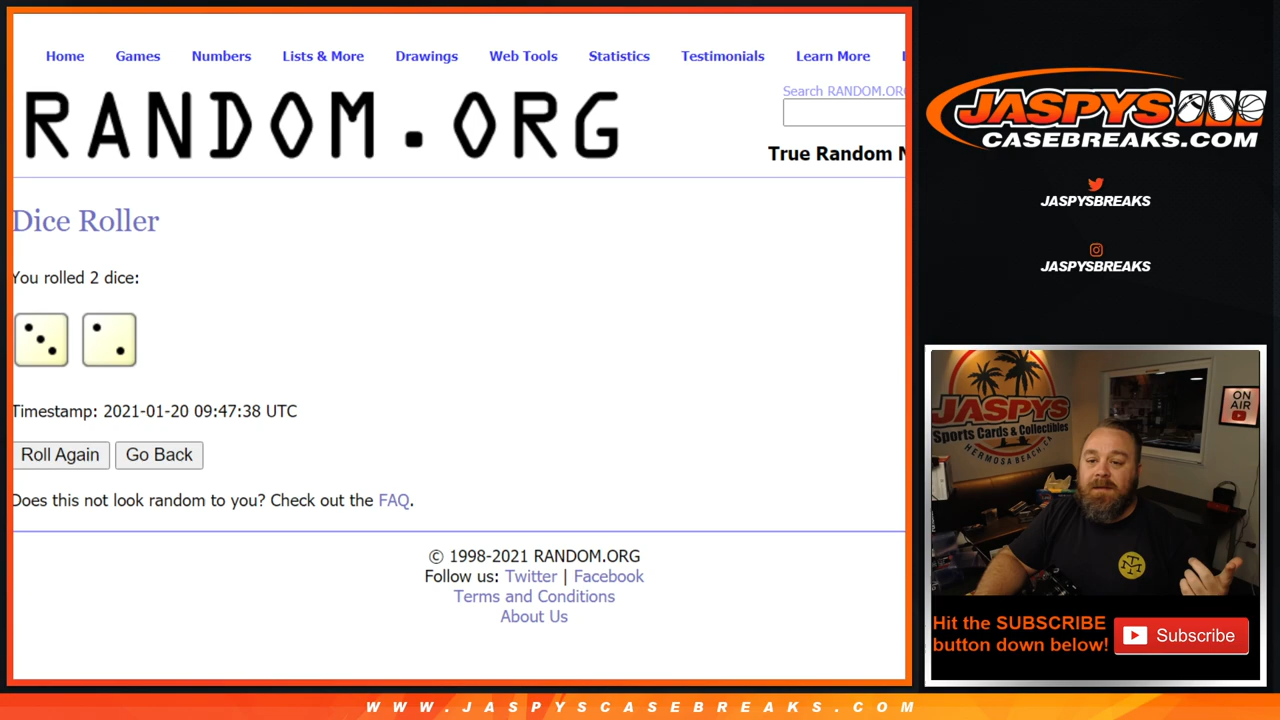 Home Games Numbers Lists & More Drawings Web Tools Statistics Testimonials Learn More
RANDOM.ORG
Search RANDOM.ORG
True Random N
Dice Roller
You rolled 2 dice:
Timestamp: 2021-01-20 09:47:38 UTC
Roll Again Go Back
Does this not look random to you? Check out the FAQ.
© 1998-2021 RANDOM.ORG
Follow us: Twitter | Facebook
Terms and Conditions
About Us
JASPYS
CASEBREAKS.COM
JASPYSBREAKS
JASPYSBREAKS
JASPYS
Sports Cards & Collectibles
HERMOSA BEACH, CA
ON
AIR
Hit the SUBSCRIBE
button down below!
Subscribe
WWW.JASPYSCASEBREAKS.COM